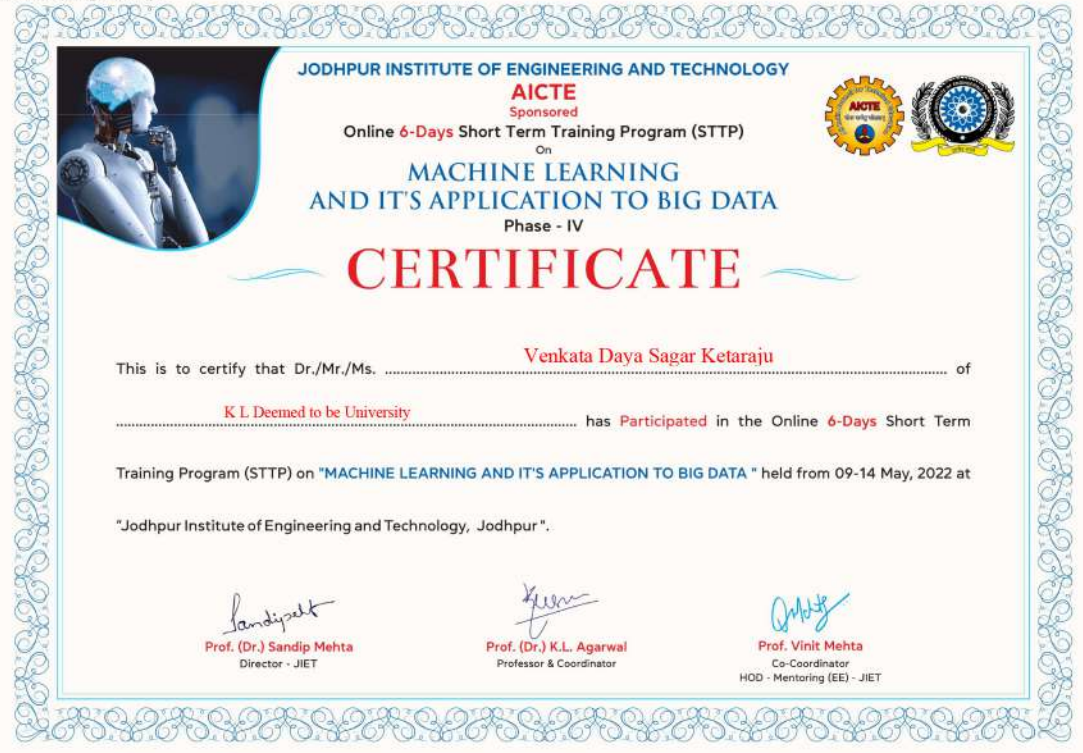 JODHPUR INSTITUTE OF ENGINEERING AND TECHNOLOGY
AICTE
Sponsored
Online 6-Days Short Term Training Program (STTP)
On
MACHINE LEARNING
AND IT'S APPLICATION TO BIG DATA
Phase - IV
CERTIFICATE
AICTE
This is to certify that Dr./Mr./Ms. Venkata Daya Sagar Ketaraju of
K L Deemed to be University has Participated in the Online 6-Days Short Term
Training Program (STTP) on "MACHINE LEARNING AND IT'S APPLICATION TO BIG DATA " held from 09-14 May, 2022 at
"Jodhpur Institute of Engineering and Technology, Jodhpur".
Prof. (Dr.) Sandip Mehta
Director - JIET
Prof. (Dr.) K.L. Agarwal
Professor & Coordinator
Prof. Vinit Mehta
Co-Coordinator
HOD - Mentoring (EE) - JIET